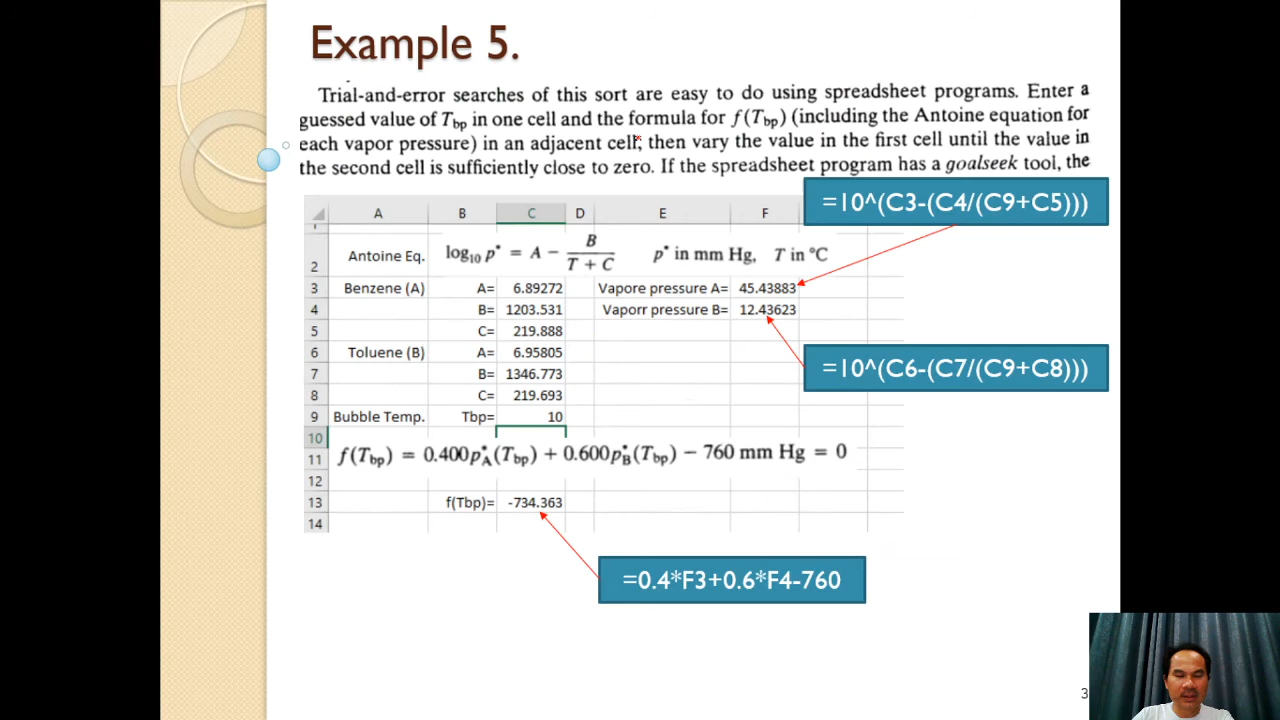 Example 5.
Trial-and-error searches of this sort are easy to do using spreadsheet programs. Enter a
guessed value of Tbp in one cell and the formula for f(Tbp) (including the Antoine equation for
each vapor pressure) in an adjacent cell; then vary the value in the first cell until the value in
the second cell is sufficiently close to zero. If the spreadsheet program has a goalseek tool, the
=10^(C3-(C4/(C9+C5)))
A B C D E F
2 Antoine Eq. log10 p* = A − B / T + C p* in mm Hg, T in °C
3 Benzene (A) A= 6.89272 Vapore pressure A= 45.43883
4 B= 1203.531 Vaporr pressure B= 12.43623
5 C= 219.888
6 Toluene (B) A= 6.95805
=10^(C6-(C7/(C9+C8)))
7 B= 1346.773
8 C= 219.693
9 Bubble Temp. Tbp= 10
10
11 f(Tbp) = 0.400p*A(Tbp) + 0.600p*B(Tbp) − 760 mm Hg = 0
12
13 f(Tbp)= -734.363
14
=0.4*F3+0.6*F4-760
3